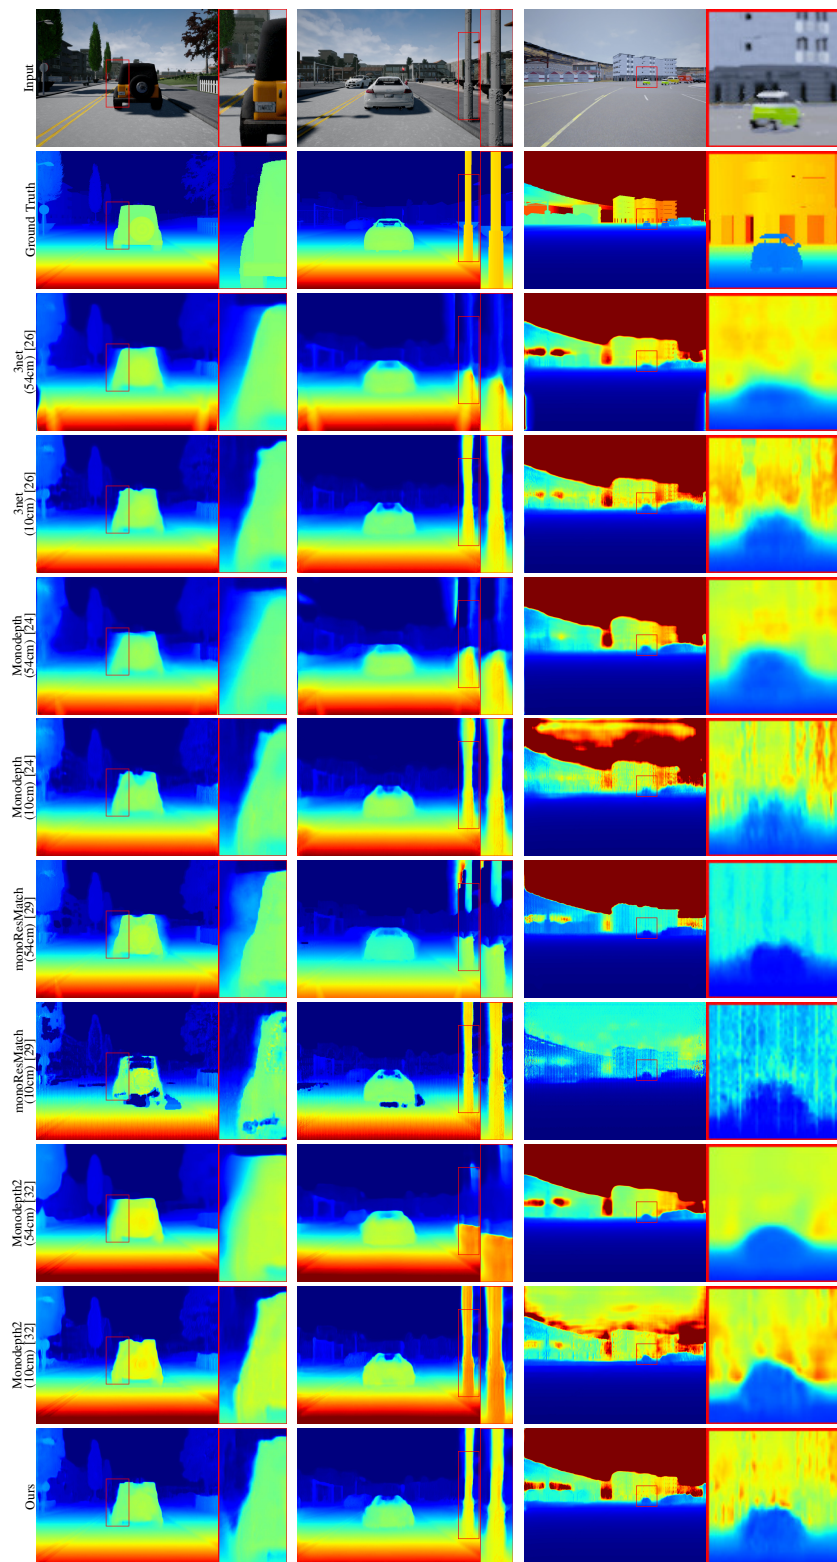 Input
Ground Truth
3net
(54cm) [26]
3net
(10cm) [26]
Monodepth
(54cm) [24]
Monodepth
(10cm) [24]
monoResMatch
(54cm) [29]
monoResMatch
(10cm) [29]
Monodepth2
(54cm) [32]
Monodepth2
(10cm) [32]
Ours